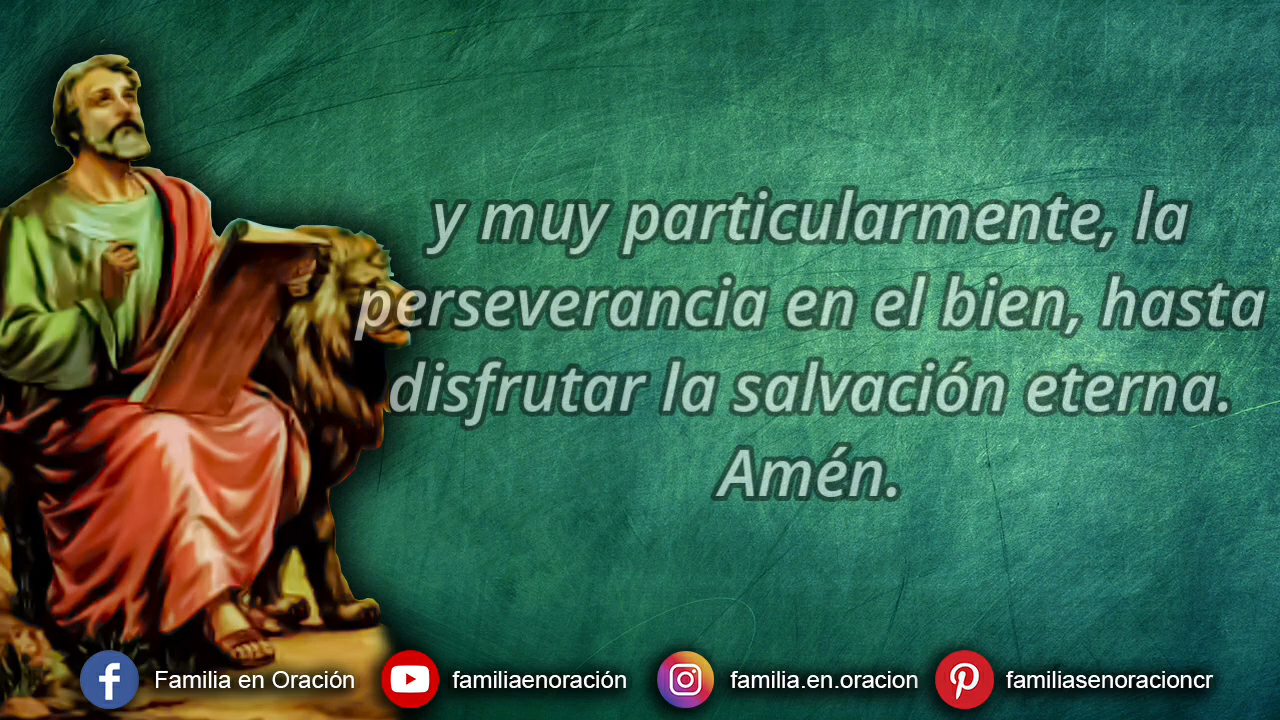 y muy particularmente, la
perseverancia en el bien, hasta
disfrutar la salvación eterna.
Amén.
Familia en Oración
familiaenoración
familia.en.oracion
familiasenoracioncr